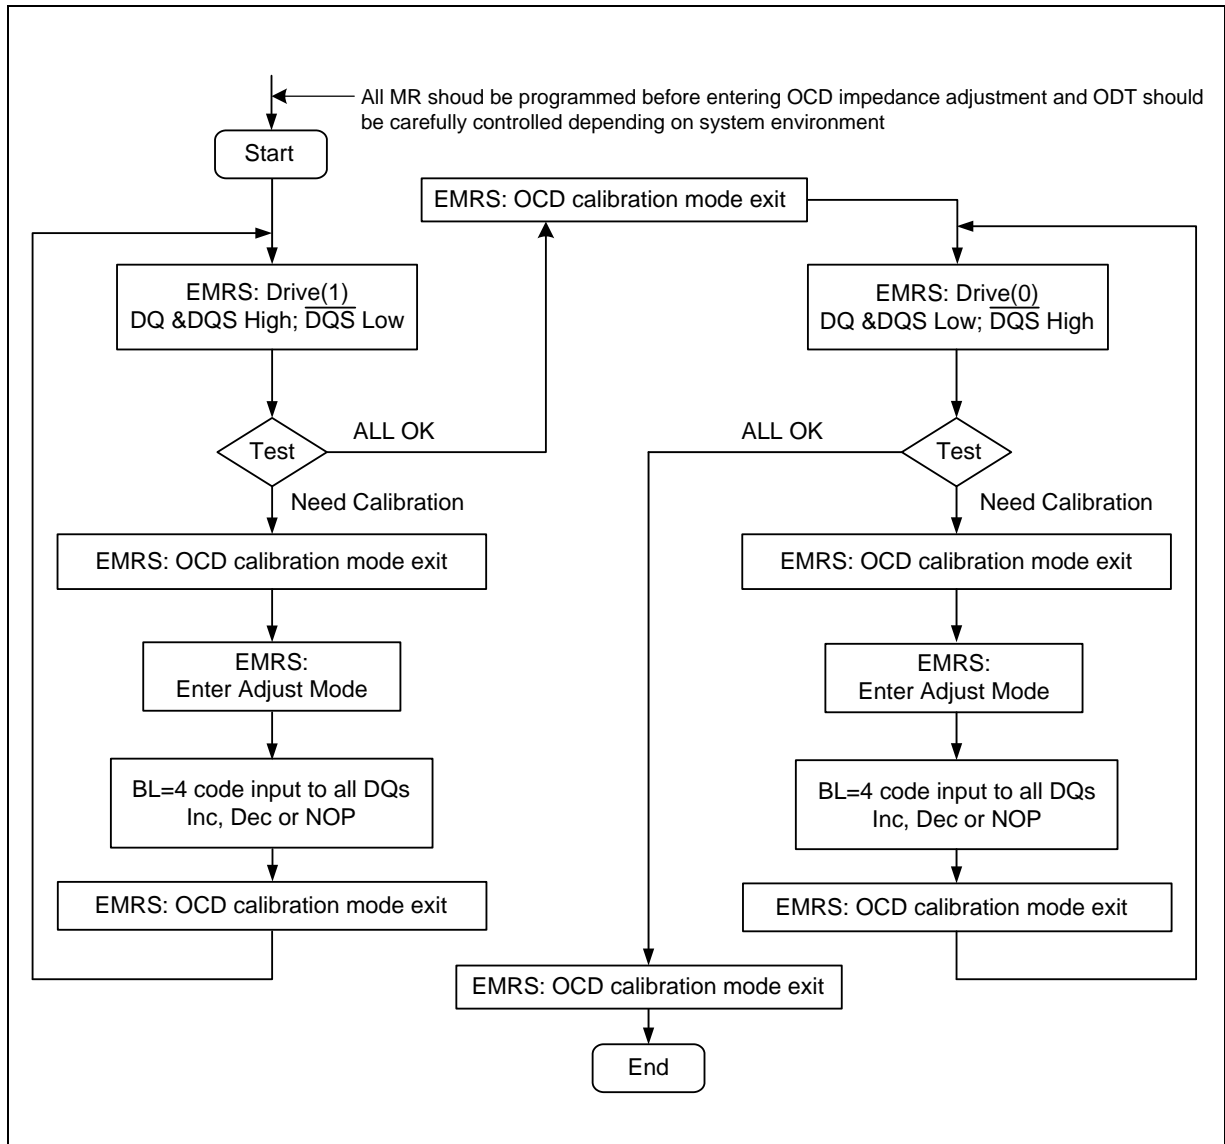 All MR shoud be programmed before entering OCD impedance adjustment and ODT should
be carefully controlled depending on system environment
Start
EMRS: OCD calibration mode exit
EMRS: Drive(1)
DQ &DQS High; D̅Q̅S̅ Low
EMRS: Drive(0)
DQ &DQS Low; D̅Q̅S̅ High
Test
ALL OK
Need Calibration
ALL OK
Test
Need Calibration
EMRS: OCD calibration mode exit
EMRS: OCD calibration mode exit
EMRS:
Enter Adjust Mode
EMRS:
Enter Adjust Mode
BL=4 code input to all DQs
Inc, Dec or NOP
BL=4 code input to all DQs
Inc, Dec or NOP
EMRS: OCD calibration mode exit
EMRS: OCD calibration mode exit
EMRS: OCD calibration mode exit
End